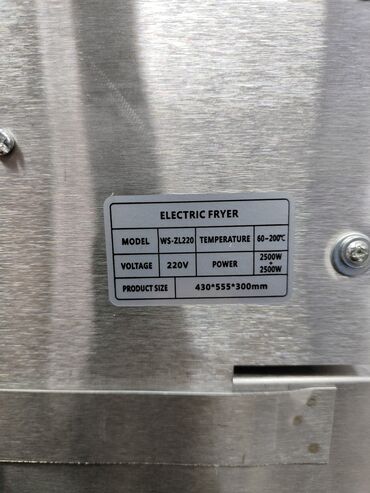 ELECTRIC FRYER
MODEL WS-ZL220 TEMPERATURE 60~200℃
VOLTAGE 220V POWER 2500W
+
2500W
PRODUCT SIZE 430*555*300mm